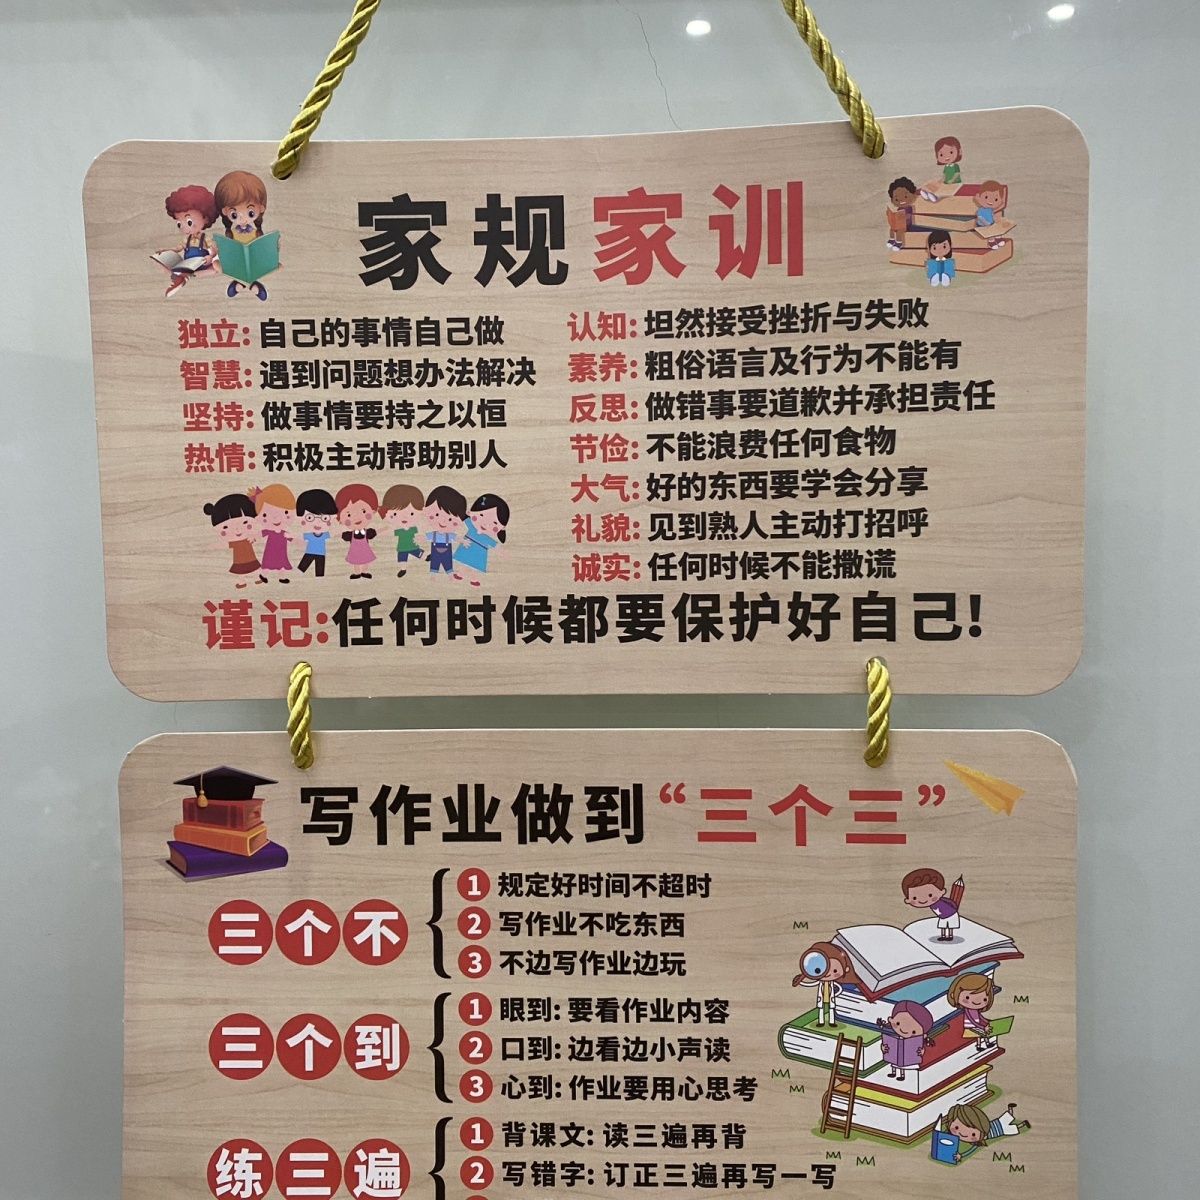 家规家训
独立:自己的事情自己做
智慧:遇到问题想办法解决
坚持:做事情要持之以恒
热情:积极主动帮助别人
认知:坦然接受挫折与失败
素养:粗俗语言及行为不能有
反思:做错事要道歉并承担责任
节俭:不能浪费任何食物
大气:好的东西要学会分享
礼貌:见到熟人主动打招呼
诚实:任何时候不能撒谎
谨记:任何时候都要保护好自己!
写作业做到“三个三”
三个不
1 规定好时间不超时
2 写作业不吃东西
3 不边写作业边玩
三个到
1 眼到:要看作业内容
2 口到:边看边小声读
3 心到:作业要用心思考
练三遍
1 背课文:读三遍再背
2 写错字:订正三遍再写一写